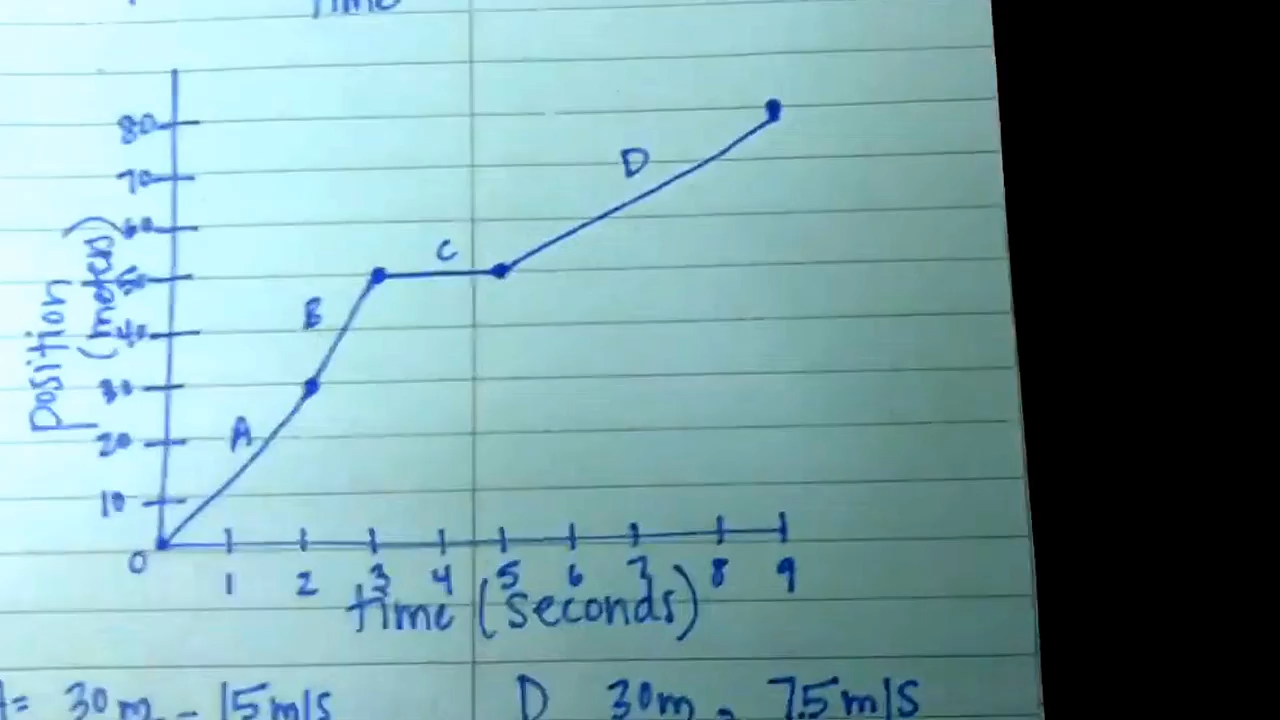 Time
80
70
60
50
40
30
20
10
0
position
(meters)
A
B
C
D
1 2 3 4 5 6 7 8 9
time (seconds)
A= 30m = 15m/s
D 30m = 7.5m/s